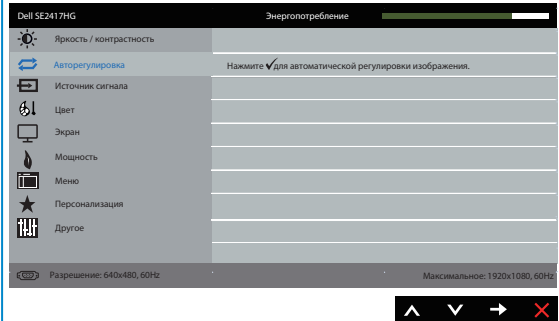 Dell SE2417HG Энергопотребление
Яркость / контрастность
Авторегулировка Нажмите ✓для автоматической регулировки изображения.
Источник сигнала
Цвет
Экран
Мощность
Меню
Персонализация
Другое
Разрешение: 640x480, 60Hz Максимальное: 1920x1080, 60Hz